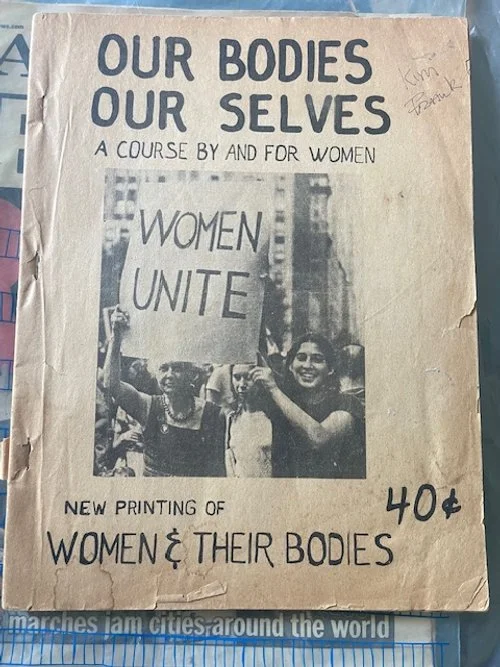 OUR BODIES
OUR SELVES
A COURSE BY AND FOR WOMEN
WOMEN
UNITE
NEW PRINTING OF
40¢
WOMEN & THEIR BODIES
marches jam cities around the world